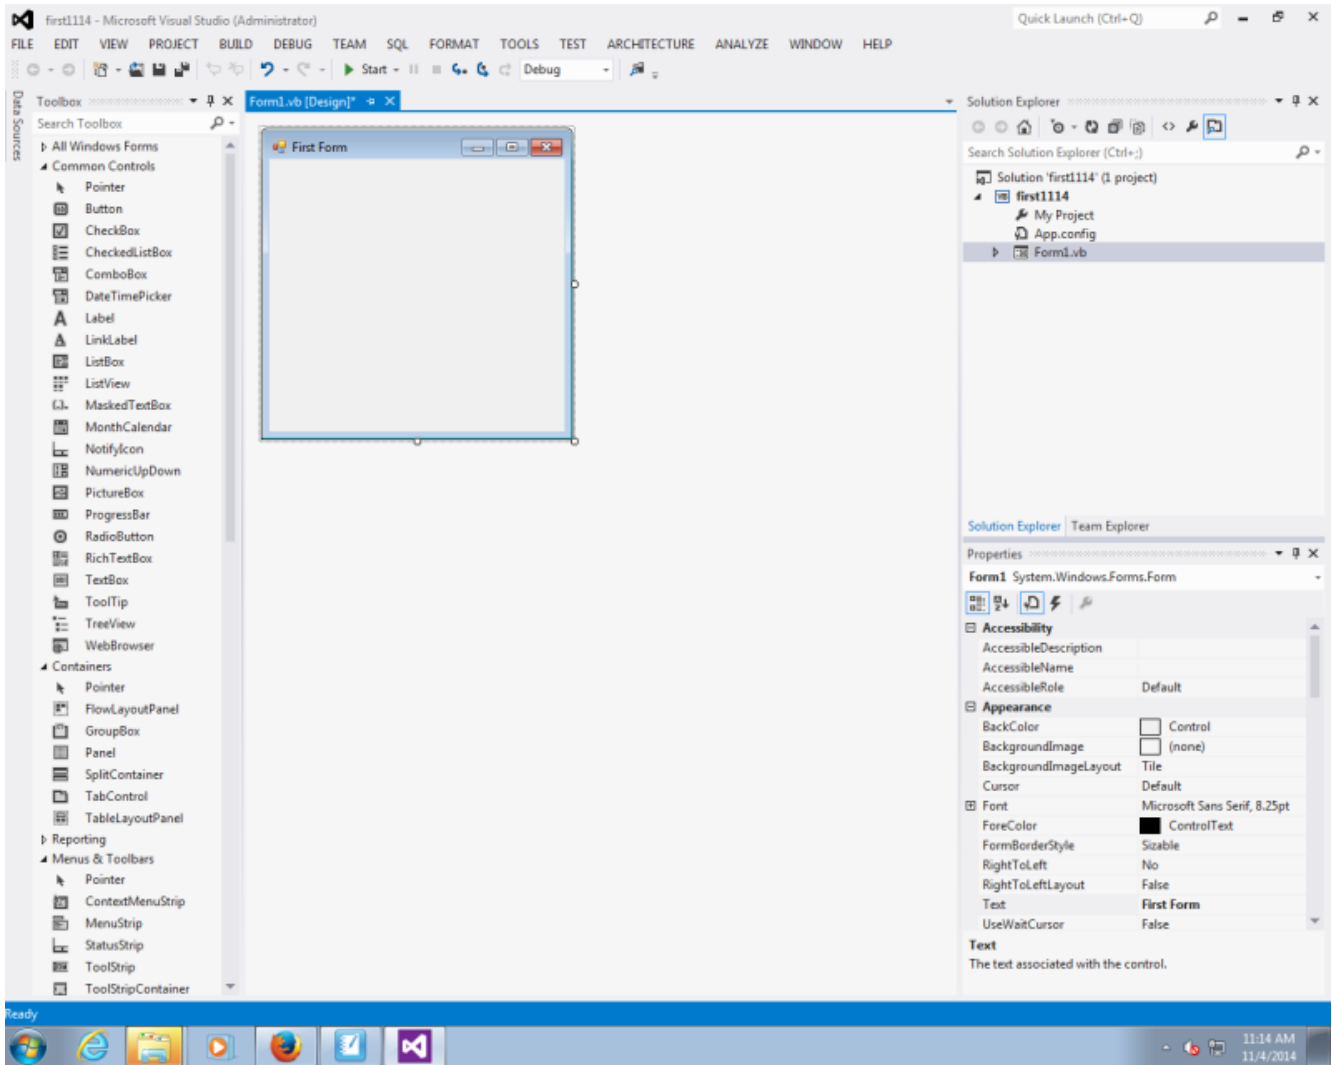 first1114 - Microsoft Visual Studio (Administrator)
Quick Launch (Ctrl+Q)
FILE EDIT VIEW PROJECT BUILD DEBUG TEAM SQL FORMAT TOOLS TEST ARCHITECTURE ANALYZE WINDOW HELP
Start
Debug
Data Sources
Toolbox
Search Toolbox
All Windows Forms
Common Controls
Pointer
Button
CheckBox
CheckedListBox
ComboBox
DateTimePicker
Label
LinkLabel
ListBox
ListView
MaskedTextBox
MonthCalendar
NotifyIcon
NumericUpDown
PictureBox
ProgressBar
RadioButton
RichTextBox
TextBox
ToolTip
TreeView
WebBrowser
Containers
Pointer
FlowLayoutPanel
GroupBox
Panel
SplitContainer
TabControl
TableLayoutPanel
Reporting
Menus & Toolbars
Pointer
ContextMenuStrip
MenuStrip
StatusStrip
ToolStrip
ToolStripContainer
Form1.vb [Design]*
First Form
Solution Explorer
Search Solution Explorer (Ctrl+;)
Solution 'first1114' (1 project)
first1114
My Project
App.config
Form1.vb
Solution Explorer Team Explorer
Properties
Form1 System.Windows.Forms.Form
Accessibility
AccessibleDescription
AccessibleName
AccessibleRole Default
Appearance
BackColor Control
BackgroundImage (none)
BackgroundImageLayout Tile
Cursor Default
Font Microsoft Sans Serif, 8.25pt
ForeColor ControlText
FormBorderStyle Sizable
RightToLeft No
RightToLeftLayout False
Text First Form
UseWaitCursor False
Text
The text associated with the control.
Ready
11:14 AM
11/4/2014